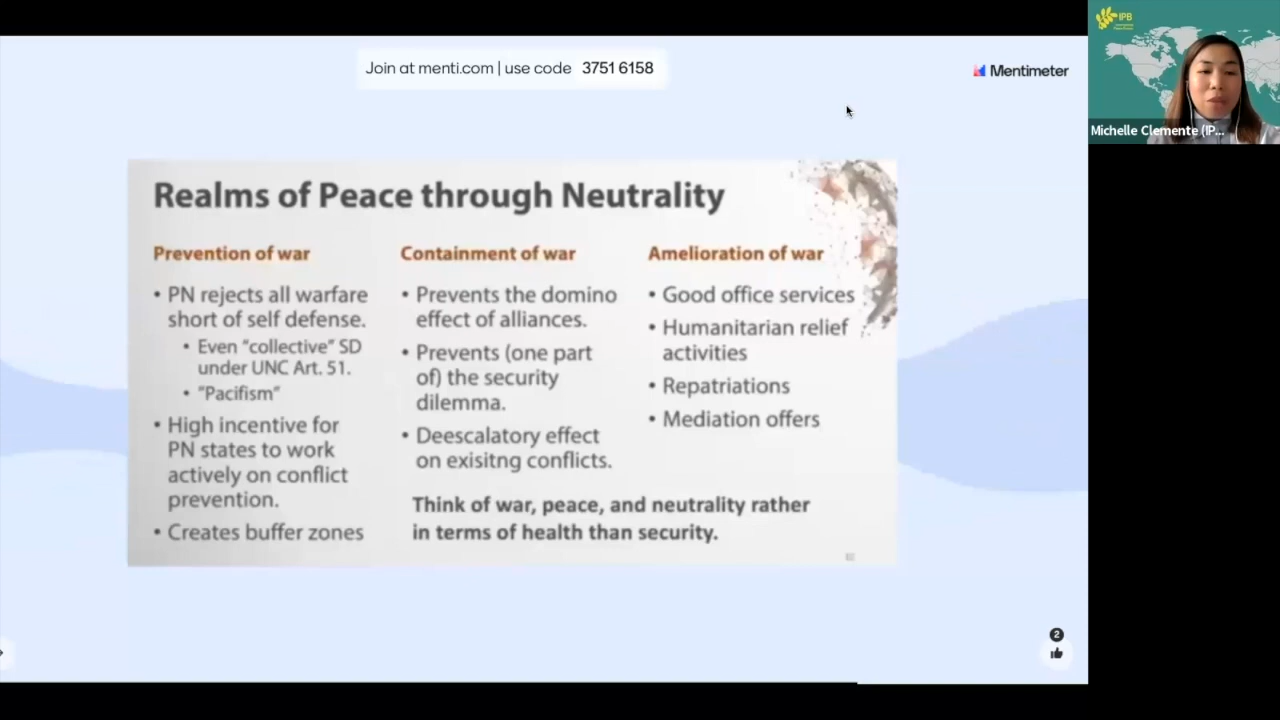 Join at menti.com | use code 3751 6158
Mentimeter
IPB
Michelle Clemente (IP...
Realms of Peace through Neutrality
Prevention of war
• PN rejects all warfare
short of self defense.
• Even “collective” SD
under UNC Art. 51.
• “Pacifism”
• High incentive for
PN states to work
actively on conflict
prevention.
• Creates buffer zones
Containment of war
• Prevents the domino
effect of alliances.
• Prevents (one part
of) the security
dilemma.
• Deescalatory effect
on exisitng conflicts.
Amelioration of war
• Good office services
• Humanitarian relief
activities
• Repatriations
• Mediation offers
Think of war, peace, and neutrality rather
in terms of health than security.
2